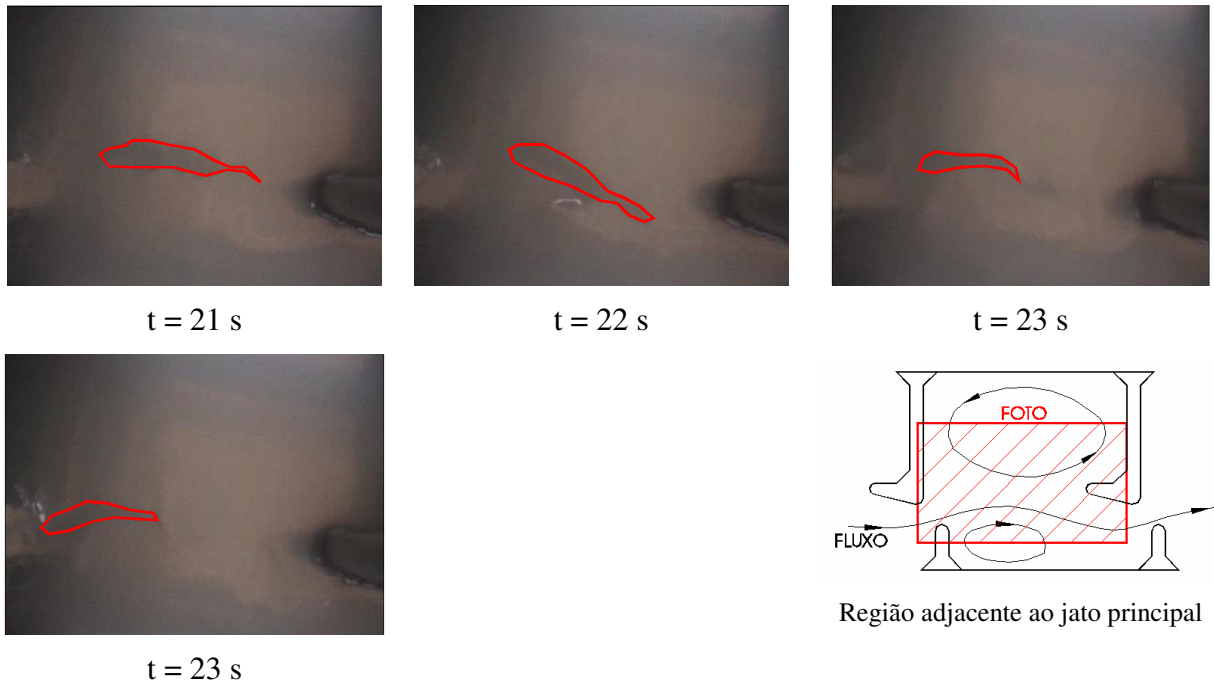 t = 21 s
t = 22 s
t = 23 s
t = 23 s
FOTO
FLUXO
Região adjacente ao jato principal